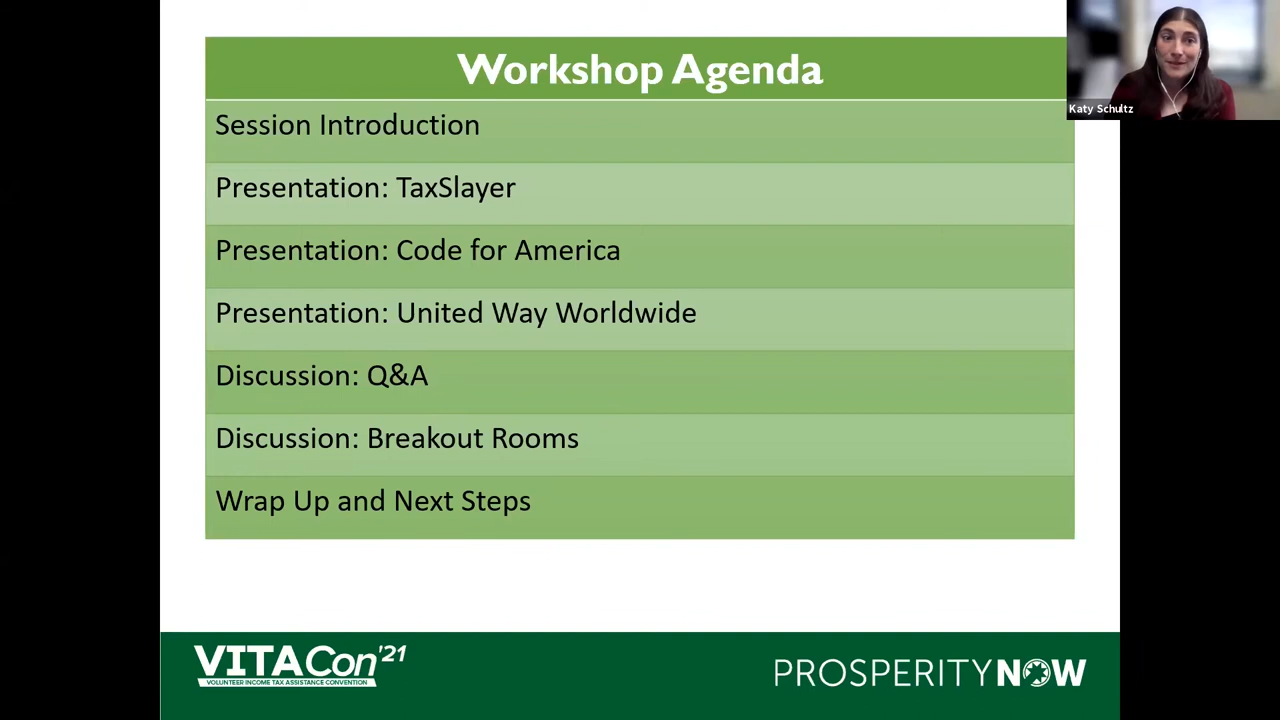 Workshop Agenda
Katy Schultz
Session Introduction
Presentation: TaxSlayer
Presentation: Code for America
Presentation: United Way Worldwide
Discussion: Q&A
Discussion: Breakout Rooms
Wrap Up and Next Steps
VITACon'21
VOLUNTEER INCOME TAX ASSISTANCE CONVENTION
PROSPERITY NOW